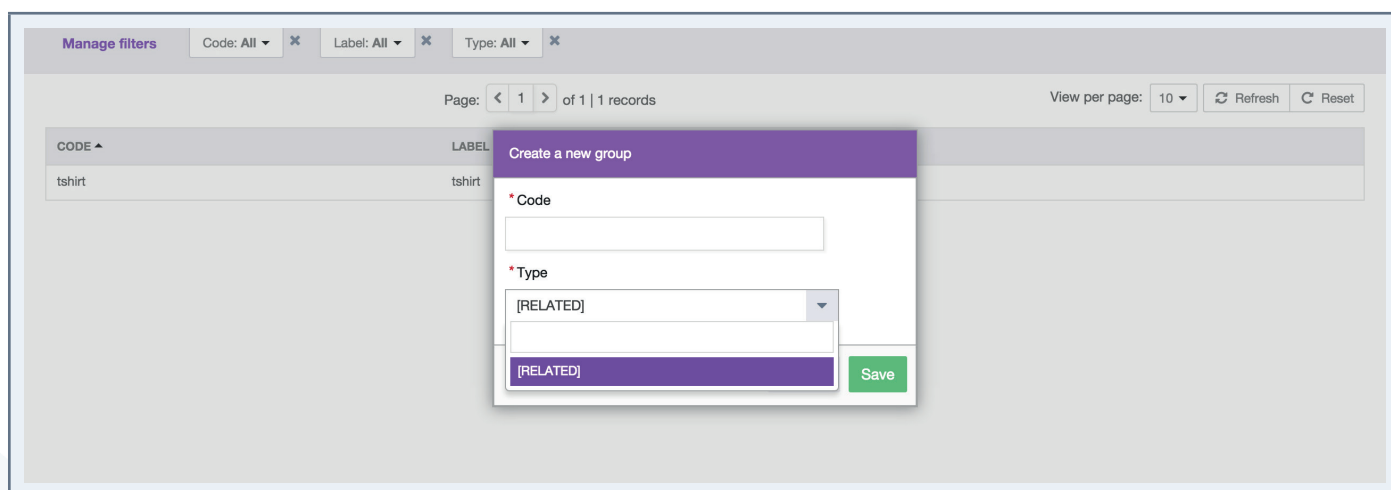 Manage filters Code: All Label: All Type: All
Page: 1 of 1 | 1 records View per page: 10 Refresh Reset
CODE LABEL
tshirt tshirt
Create a new group
* Code
* Type
[RELATED]
[RELATED]
Save